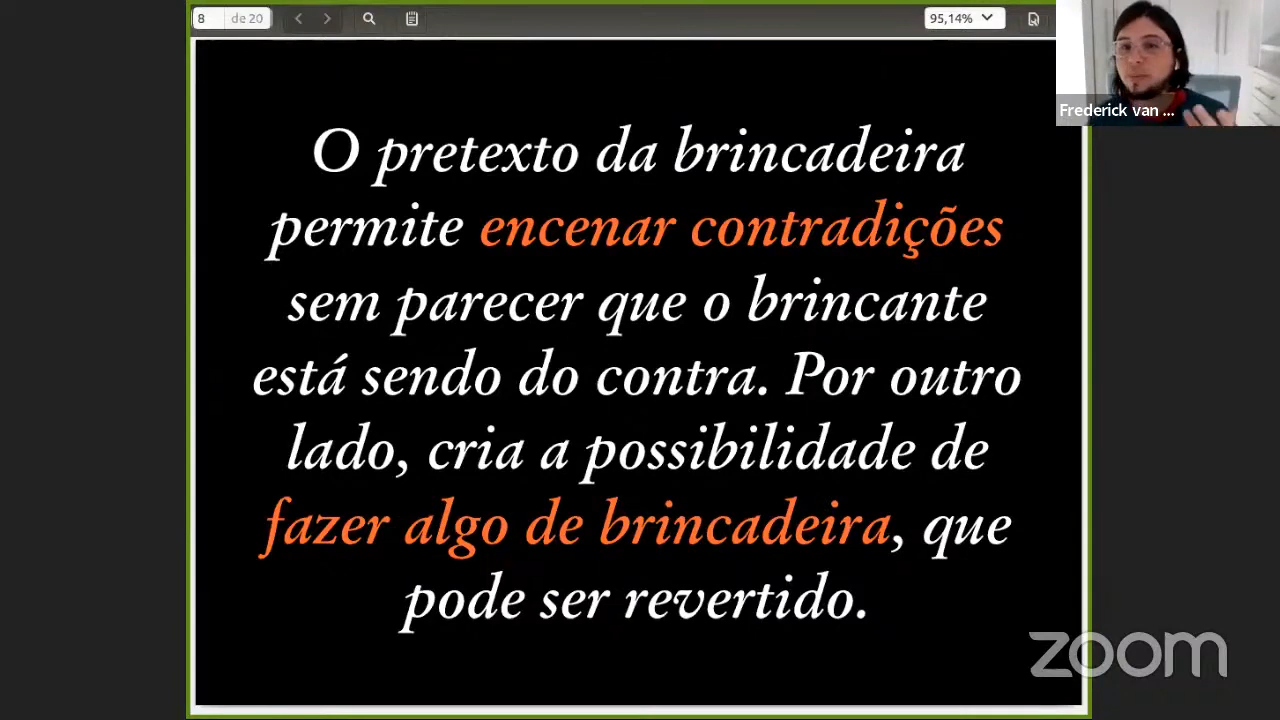 8 de 20
95,14%
Frederick van ...
O pretexto da brincadeira
permite encenar contradições
sem parecer que o brincante
está sendo do contra. Por outro
lado, cria a possibilidade de
fazer algo de brincadeira, que
pode ser revertido.
zoom